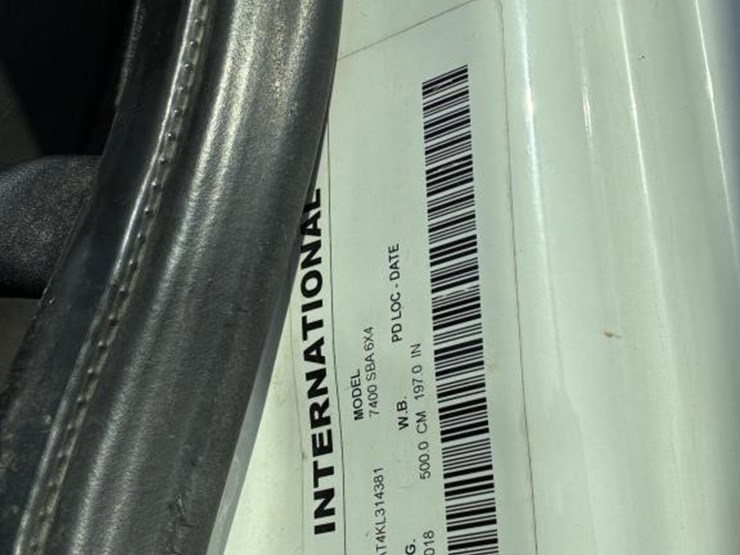 INTERNATIONAL
MODEL
AT4KL314381 7400 SBA 6X4
G. W.B. PD LOC - DATE
018 500.0 CM 197.0 IN